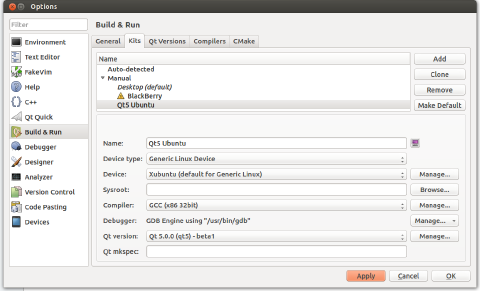 Options
Filter
Build & Run
Environment
Text Editor
FakeVim
Help
C++
Qt Quick
Build & Run
Debugger
Designer
Analyzer
Version Control
Code Pasting
Devices
General Kits Qt Versions Compilers CMake
Name
Auto-detected
Manual
Desktop (default)
BlackBerry
Qt5 Ubuntu
Add
Clone
Remove
Make Default
Name: Qt5 Ubuntu
Device type: Generic Linux Device
Device: Xubuntu (default for Generic Linux) Manage...
Sysroot: Browse...
Compiler: GCC (x86 32bit) Manage...
Debugger: GDB Engine using "/usr/bin/gdb" Manage...
Qt version: Qt 5.0.0 (qt5) - beta1 Manage...
Qt mkspec:
Apply Cancel OK